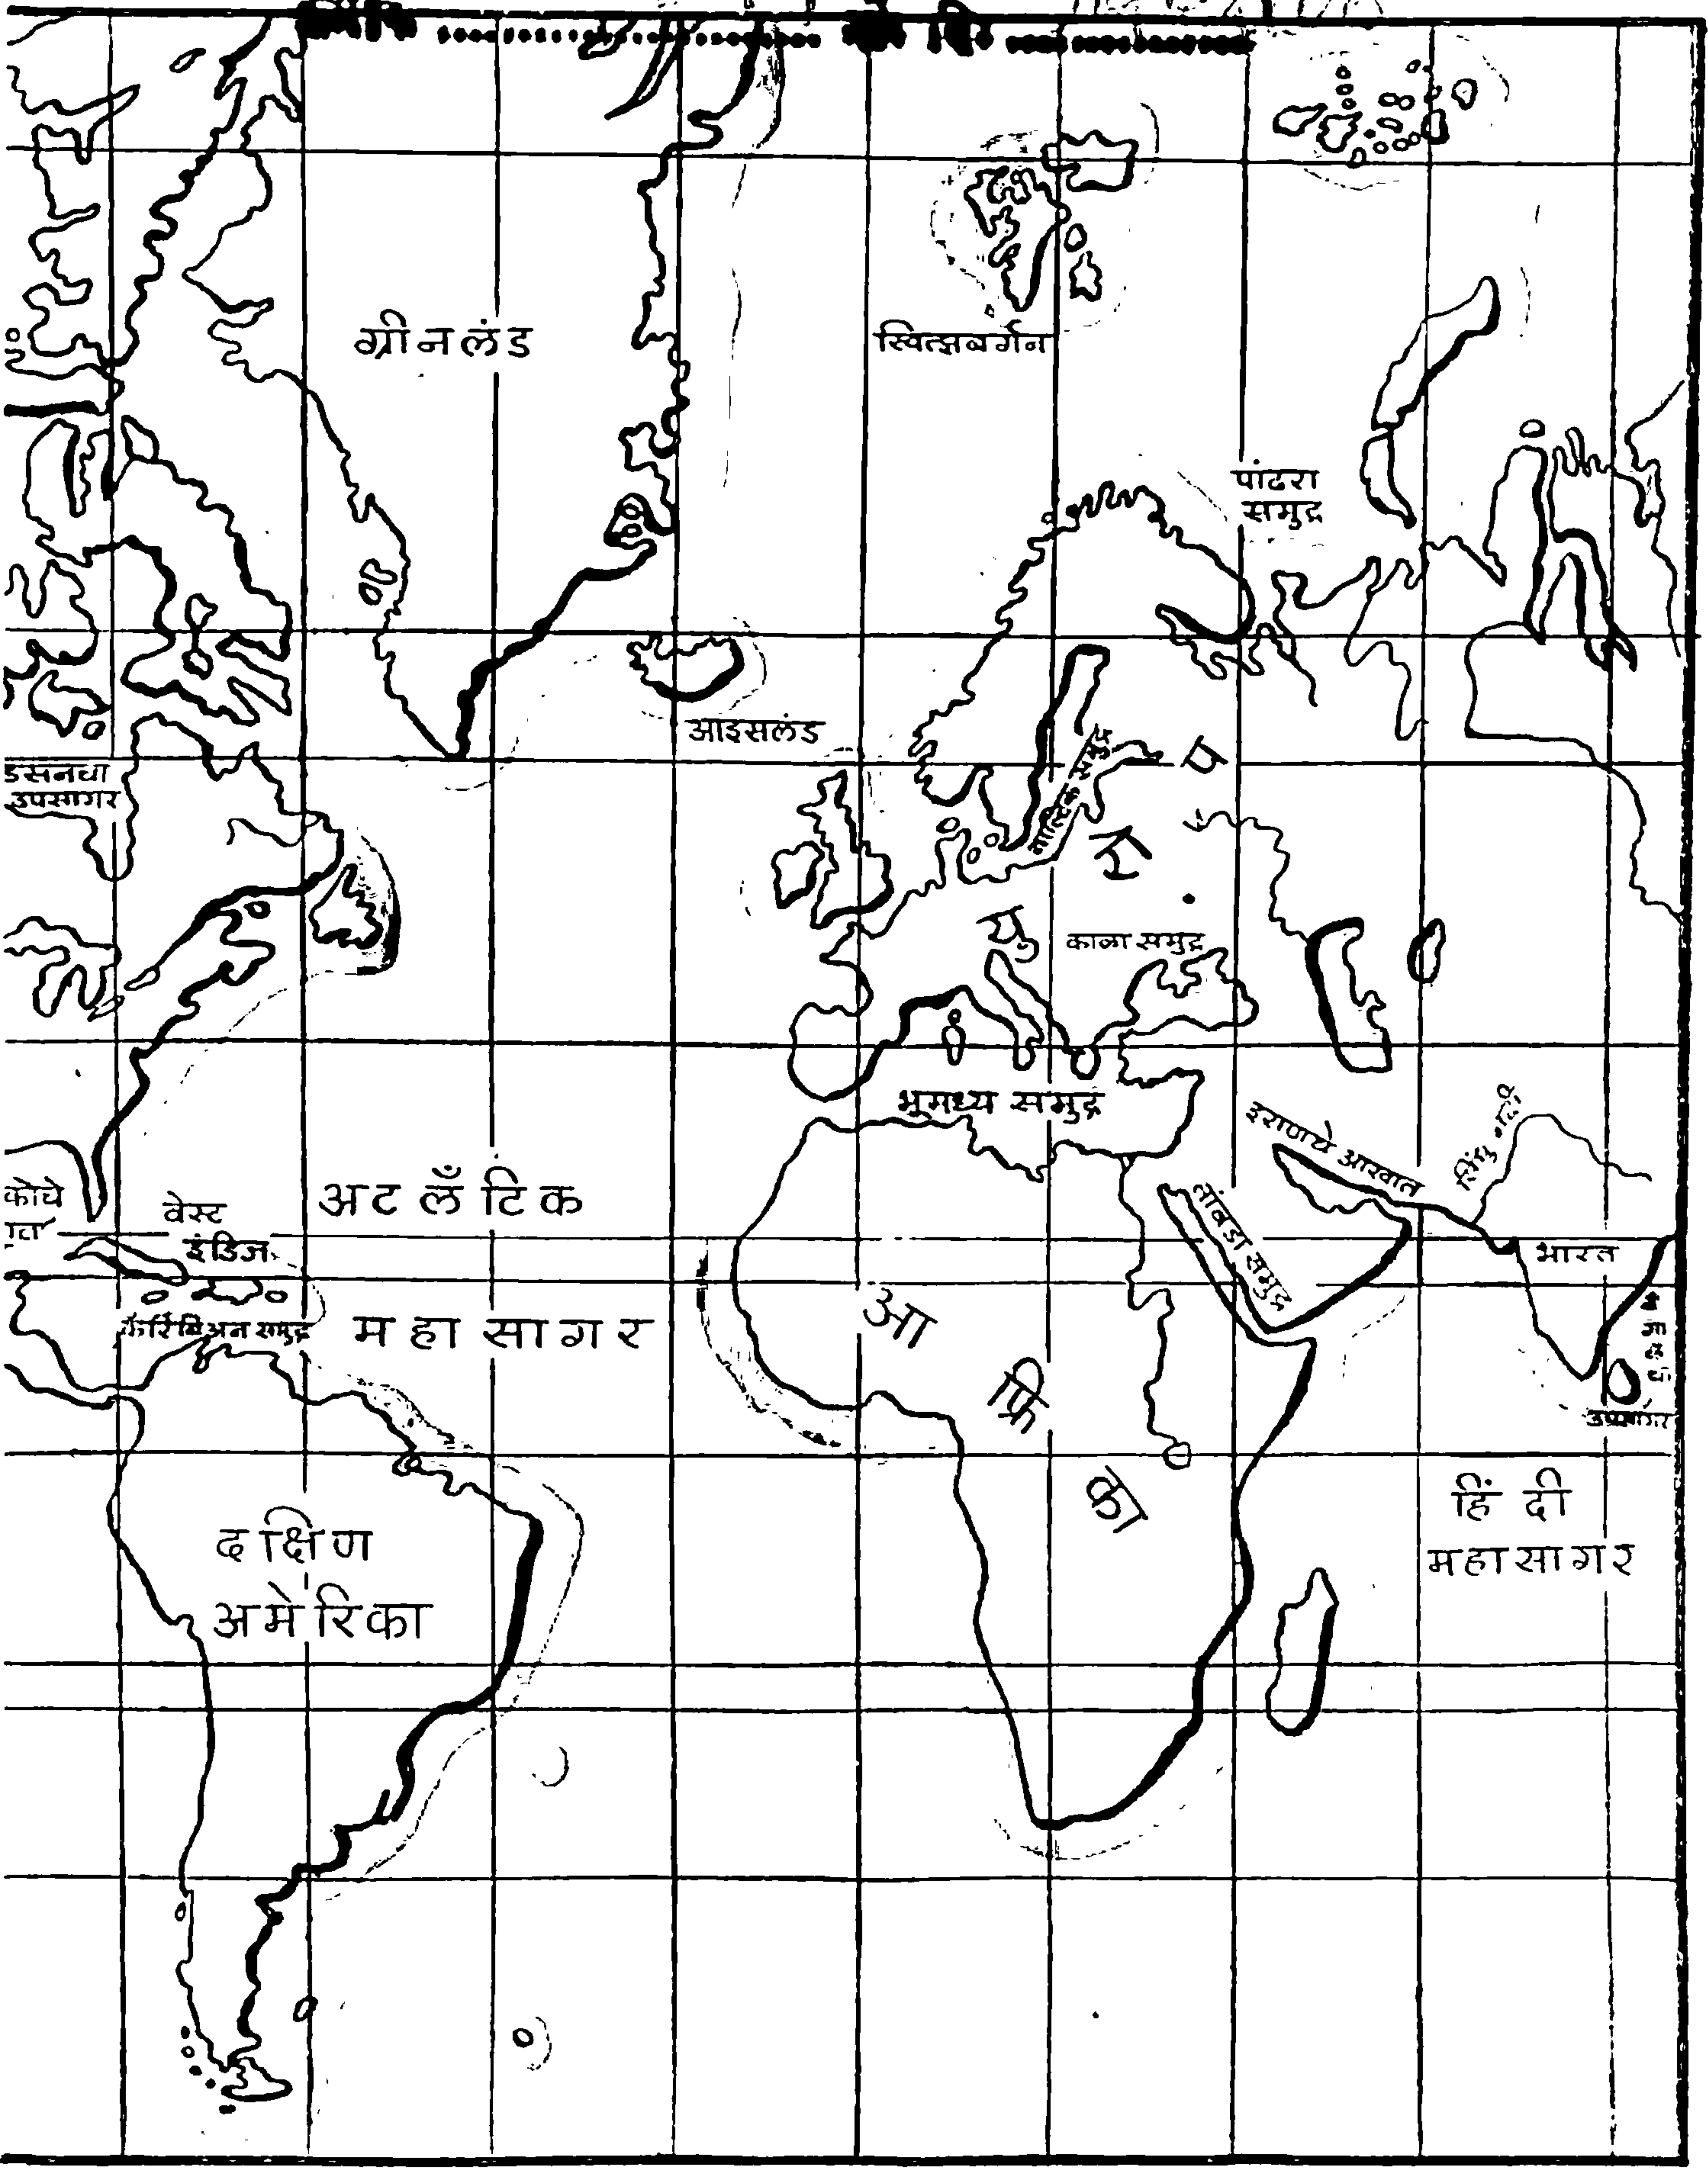 ग्रीनलंड
स्पित्झबर्गेन
पांढरा
समुद्र
आइसलंड
डसनचा
उपसागर
बाल्टिक समुद्र
युरोप
काळा समुद्र
भूमध्य समुद्र
इराणचे आखात
सिंधु नदी
कोचे
वेस्ट
इंडिज
अटलँटिक
तांबडा समुद्र
भारत
कॅरिबिअन समुद्र
महासागर
आफ्रिका
उपसागर
दक्षिण
अमेरिका
हिंदी
महासागर